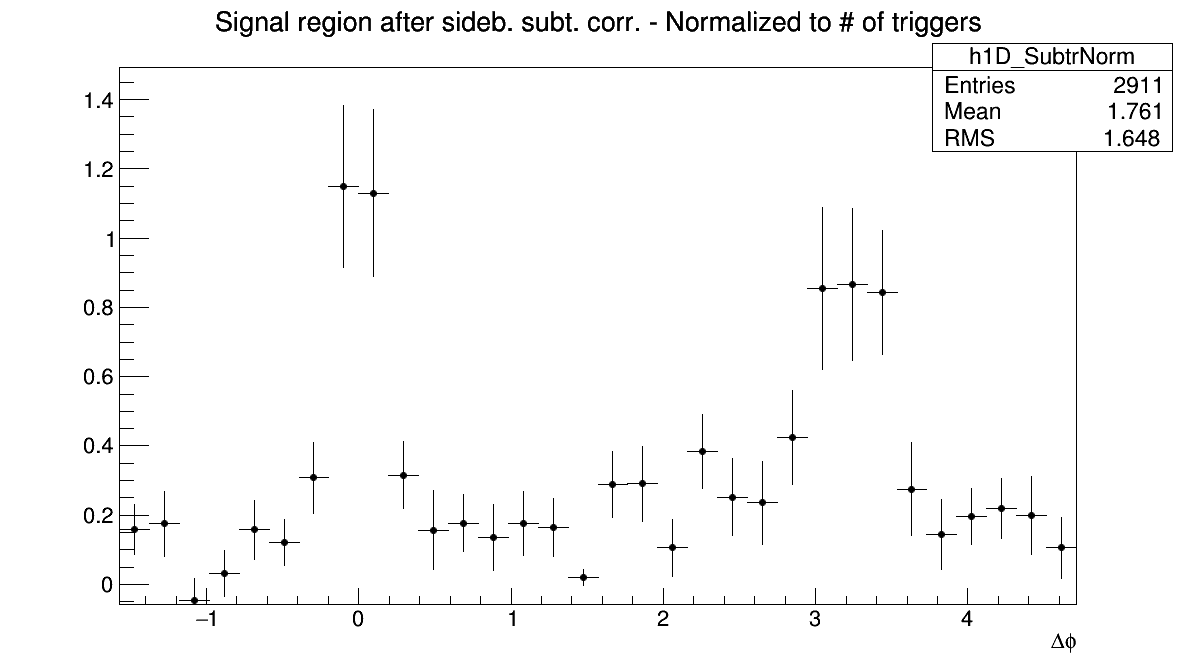 Signal region after sideb. subt. corr. - Normalized to # of triggers
h1D_SubtrNorm
Entries 2911
Mean 1.761
RMS 1.648
1.4
1.2
1
0.8
0.6
0.4
0.2
0
−1 0 1 2 3 4
Δϕ